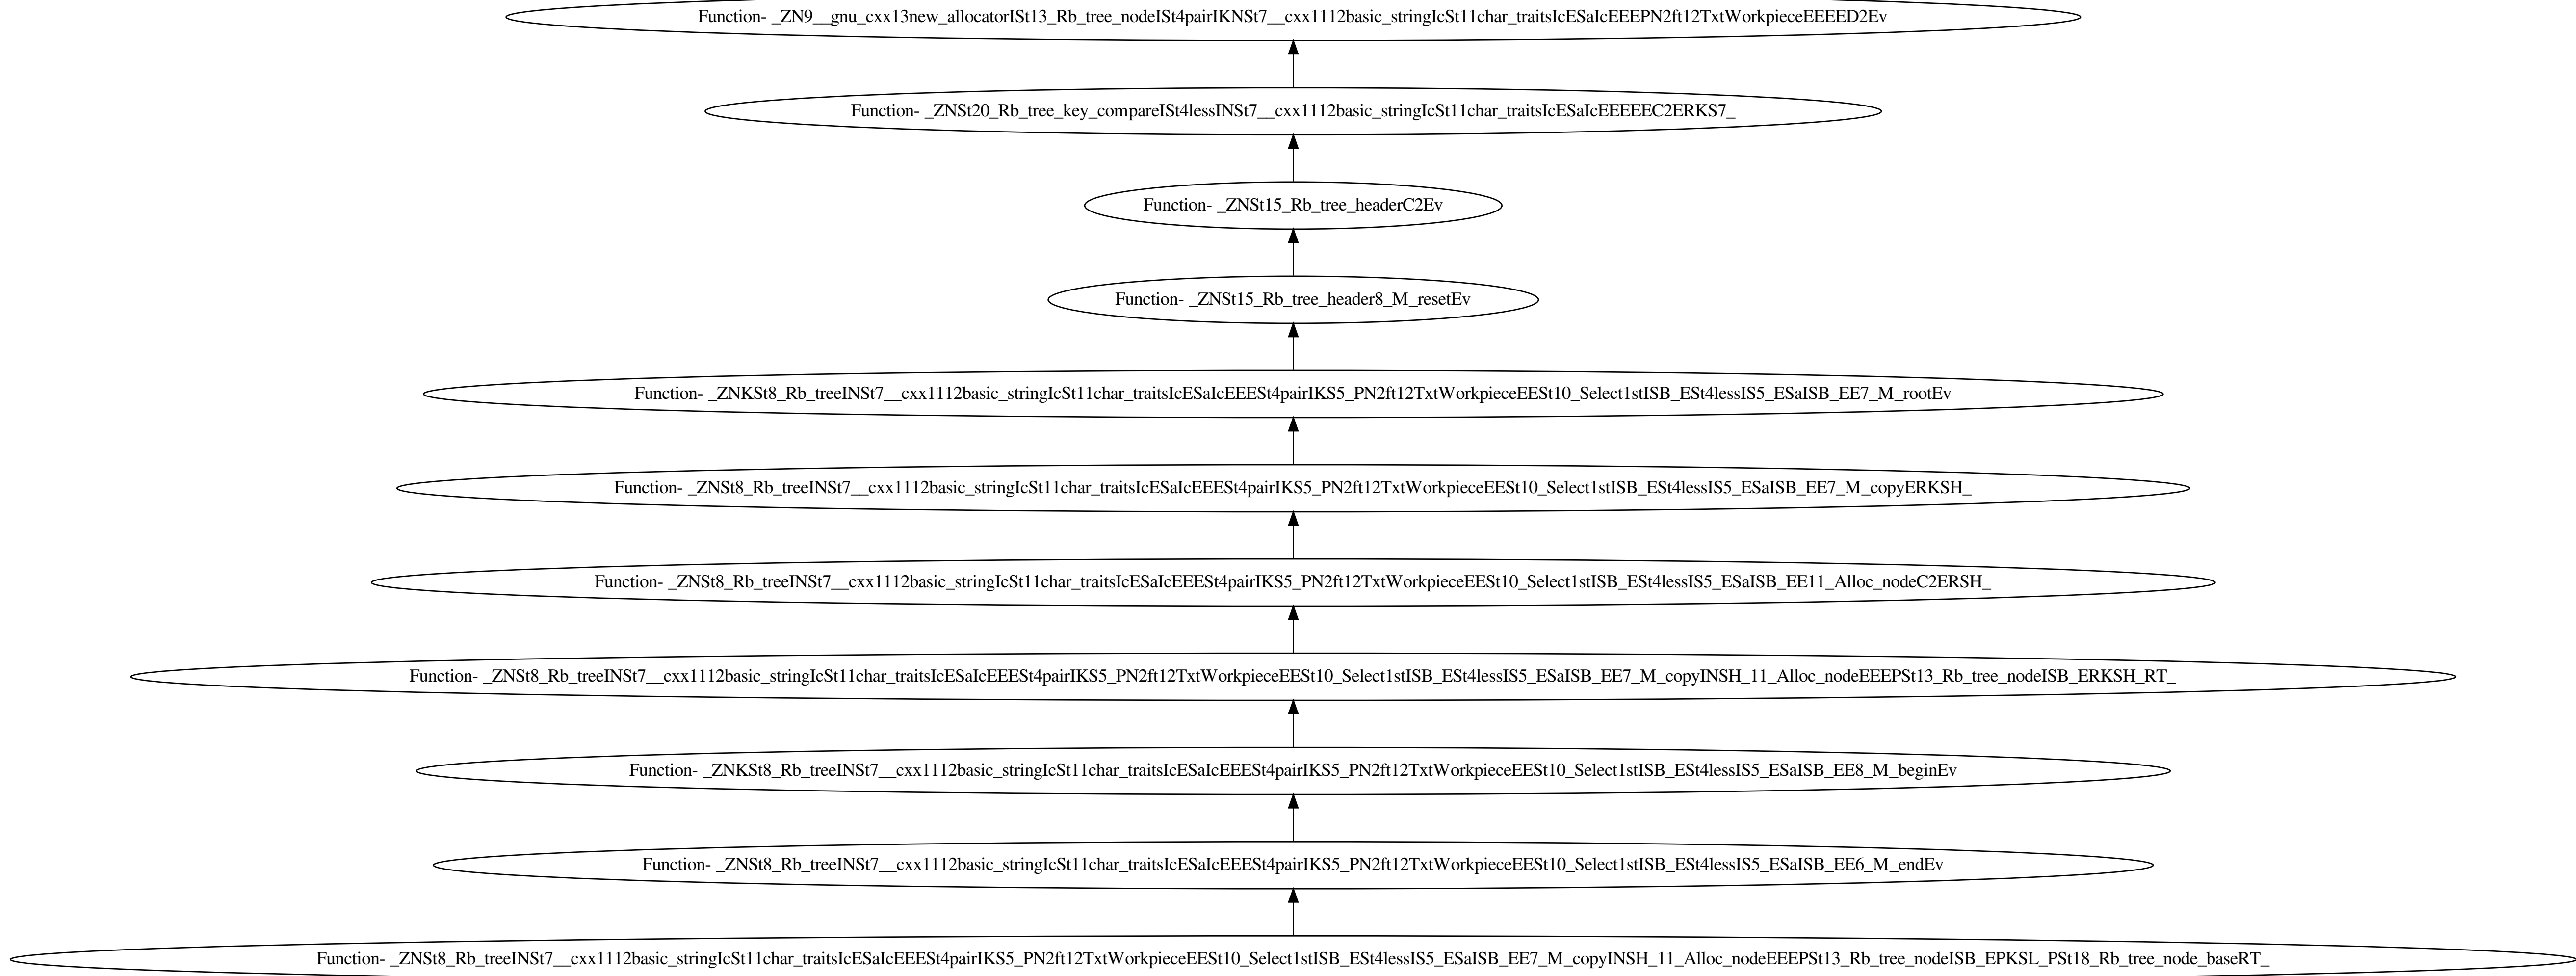 Function- _ZN9__gnu_cxx13new_allocatorISt13_Rb_tree_nodeISt4pairIKNSt7__cxx1112basic_stringIcSt11char_traitsIcESaIcEEEPN2ft12TxtWorkpieceEEEED2Ev
Function- _ZNSt20_Rb_tree_key_compareISt4lessINSt7__cxx1112basic_stringIcSt11char_traitsIcESaIcEEEEEC2ERKS7_
Function- _ZNSt15_Rb_tree_headerC2Ev
Function- _ZNSt15_Rb_tree_header8_M_resetEv
Function- _ZNKSt8_Rb_treeINSt7__cxx1112basic_stringIcSt11char_traitsIcESaIcEEESt4pairIKS5_PN2ft12TxtWorkpieceEESt10_Select1stISB_ESt4lessIS5_ESaISB_EE7_M_rootEv
Function- _ZNSt8_Rb_treeINSt7__cxx1112basic_stringIcSt11char_traitsIcESaIcEEESt4pairIKS5_PN2ft12TxtWorkpieceEESt10_Select1stISB_ESt4lessIS5_ESaISB_EE7_M_copyERKSH_
Function- _ZNSt8_Rb_treeINSt7__cxx1112basic_stringIcSt11char_traitsIcESaIcEEESt4pairIKS5_PN2ft12TxtWorkpieceEESt10_Select1stISB_ESt4lessIS5_ESaISB_EE11_Alloc_nodeC2ERSH_
Function- _ZNSt8_Rb_treeINSt7__cxx1112basic_stringIcSt11char_traitsIcESaIcEEESt4pairIKS5_PN2ft12TxtWorkpieceEESt10_Select1stISB_ESt4lessIS5_ESaISB_EE7_M_copyINSH_11_Alloc_nodeEEEPSt13_Rb_tree_nodeISB_ERKSH_RT_
Function- _ZNKSt8_Rb_treeINSt7__cxx1112basic_stringIcSt11char_traitsIcESaIcEEESt4pairIKS5_PN2ft12TxtWorkpieceEESt10_Select1stISB_ESt4lessIS5_ESaISB_EE8_M_beginEv
Function- _ZNSt8_Rb_treeINSt7__cxx1112basic_stringIcSt11char_traitsIcESaIcEEESt4pairIKS5_PN2ft12TxtWorkpieceEESt10_Select1stISB_ESt4lessIS5_ESaISB_EE6_M_endEv
Function- _ZNSt8_Rb_treeINSt7__cxx1112basic_stringIcSt11char_traitsIcESaIcEEESt4pairIKS5_PN2ft12TxtWorkpieceEESt10_Select1stISB_ESt4lessIS5_ESaISB_EE7_M_copyINSH_11_Alloc_nodeEEEPSt13_Rb_tree_nodeISB_EPKSL_PSt18_Rb_tree_node_baseRT_